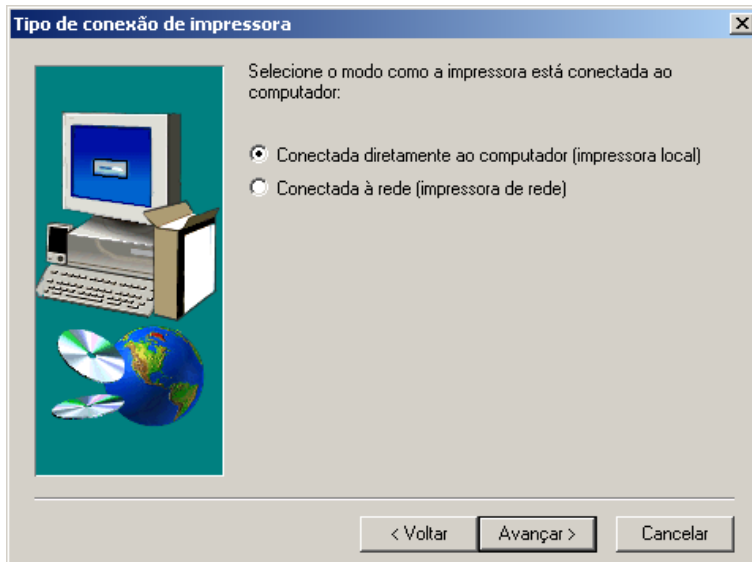 Tipo de conexão de impressora
Selecione o modo como a impressora está conectada ao
computador:
Conectada diretamente ao computador (impressora local)
Conectada à rede (impressora de rede)
< Voltar
Avançar >
Cancelar